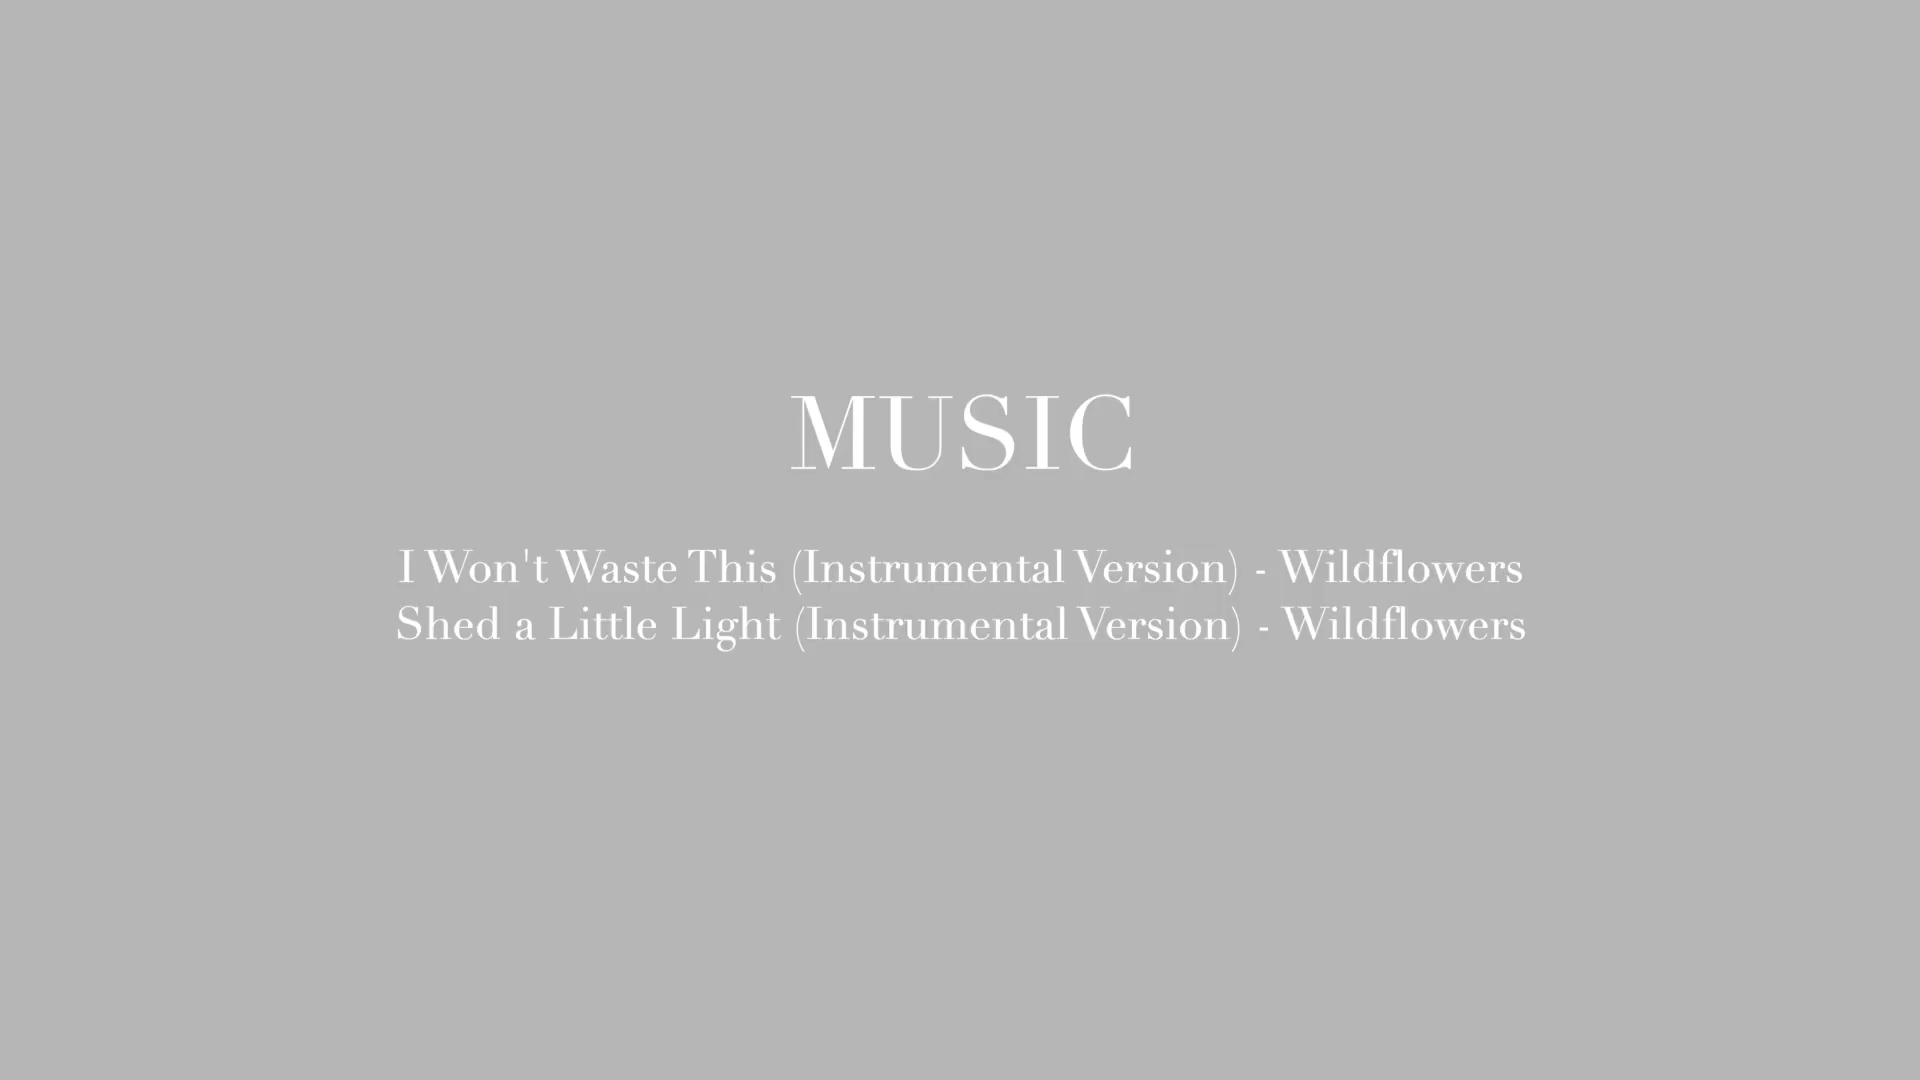 MUSIC
I Won't Waste This (Instrumental Version) - Wildflowers
Shed a Little Light (Instrumental Version) - Wildflowers